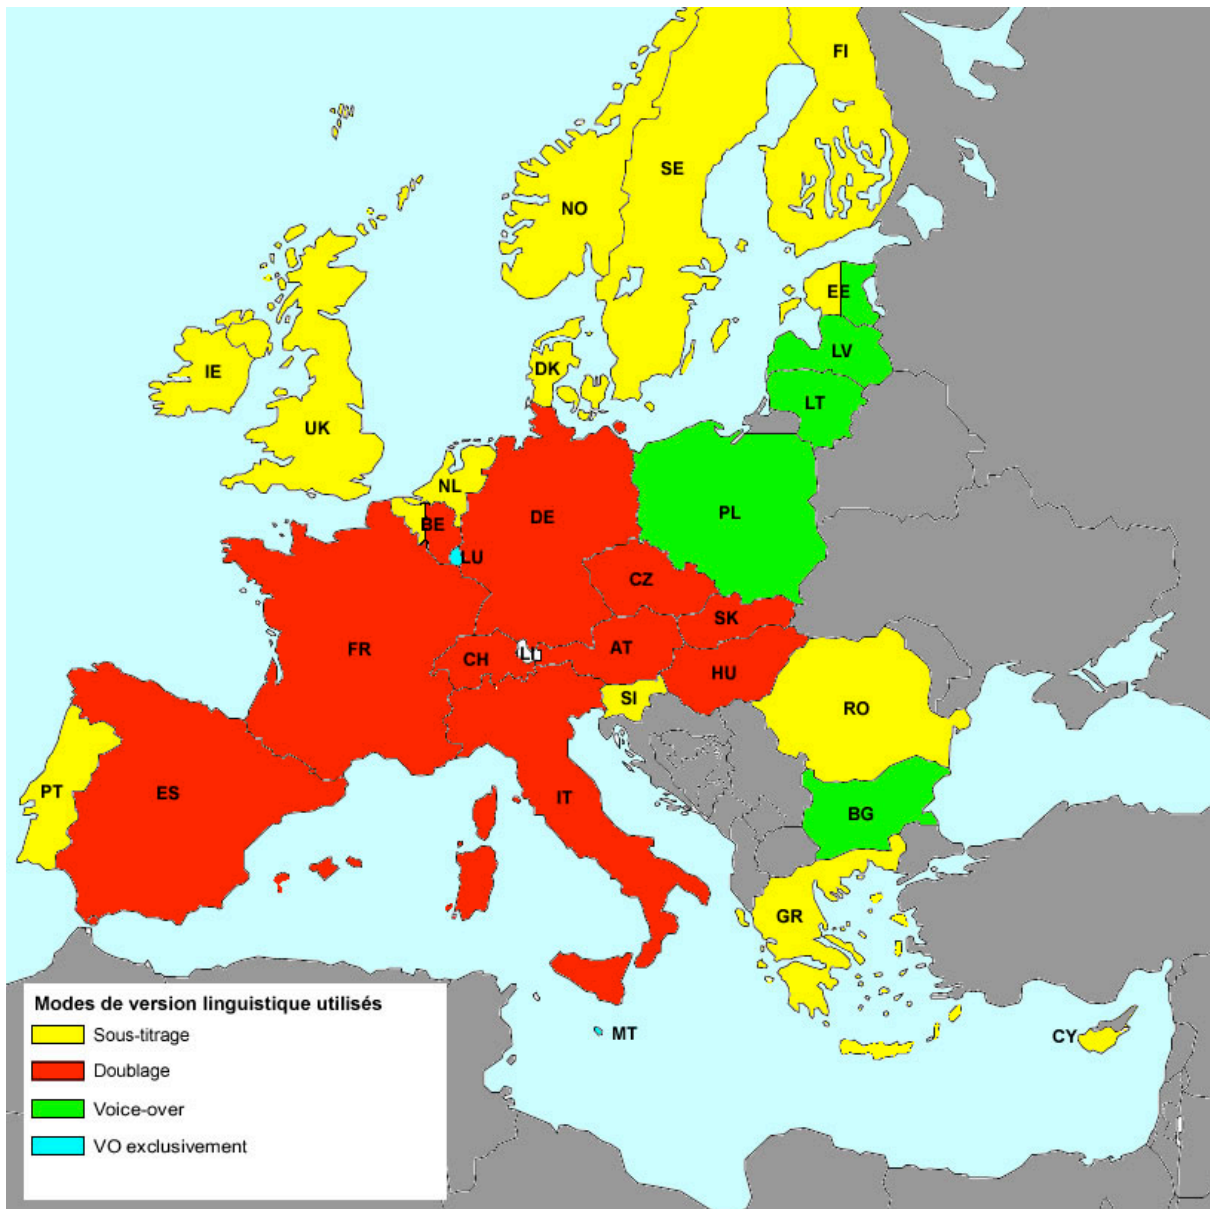 FI
SE
NO
EE
LV
IE
DK
LT
UK
NL
PL
BE
DE
LU
CZ
SK
FR
AT
LI
CH
HU
SI
RO
PT
ES
IT
BG
GR
MT
CY
Modes de version linguistique utilisés
Sous-titrage
Doublage
Voice-over
VO exclusivement